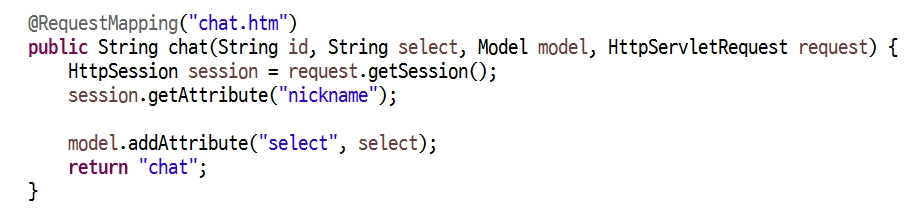 @RequestMapping("chat.htm")
public String chat(String id, String select, Model model, HttpServletRequest request) {
    HttpSession session = request.getSession();
    session.getAttribute("nickname");

    model.addAttribute("select", select);
    return "chat";
}